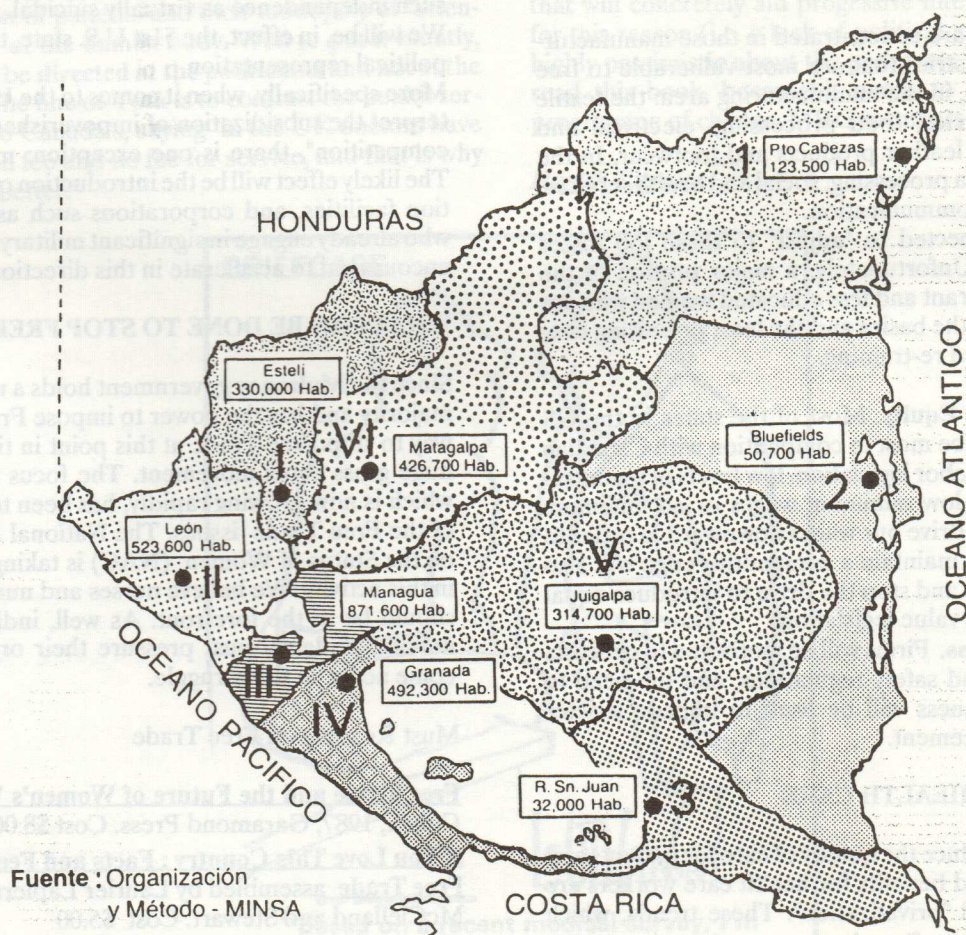 1
Pto Cabezas
123,500 Hab.
HONDURAS
Esteli
330,000 Hab.
I
VI
Matagalpa
426,700 Hab.
Bluefields
50,700 Hab.
2
OCEANO ATLANTICO
León
523,600 Hab.
II
Managua
871,600 Hab.
III
V
Juigalpa
314,700 Hab.
Granada
492,300 Hab.
IV
OCEANO PACIFICO
R. Sn. Juan
32,000 Hab.
3
COSTA RICA
Fuente : Organización
y Método, MINSA.